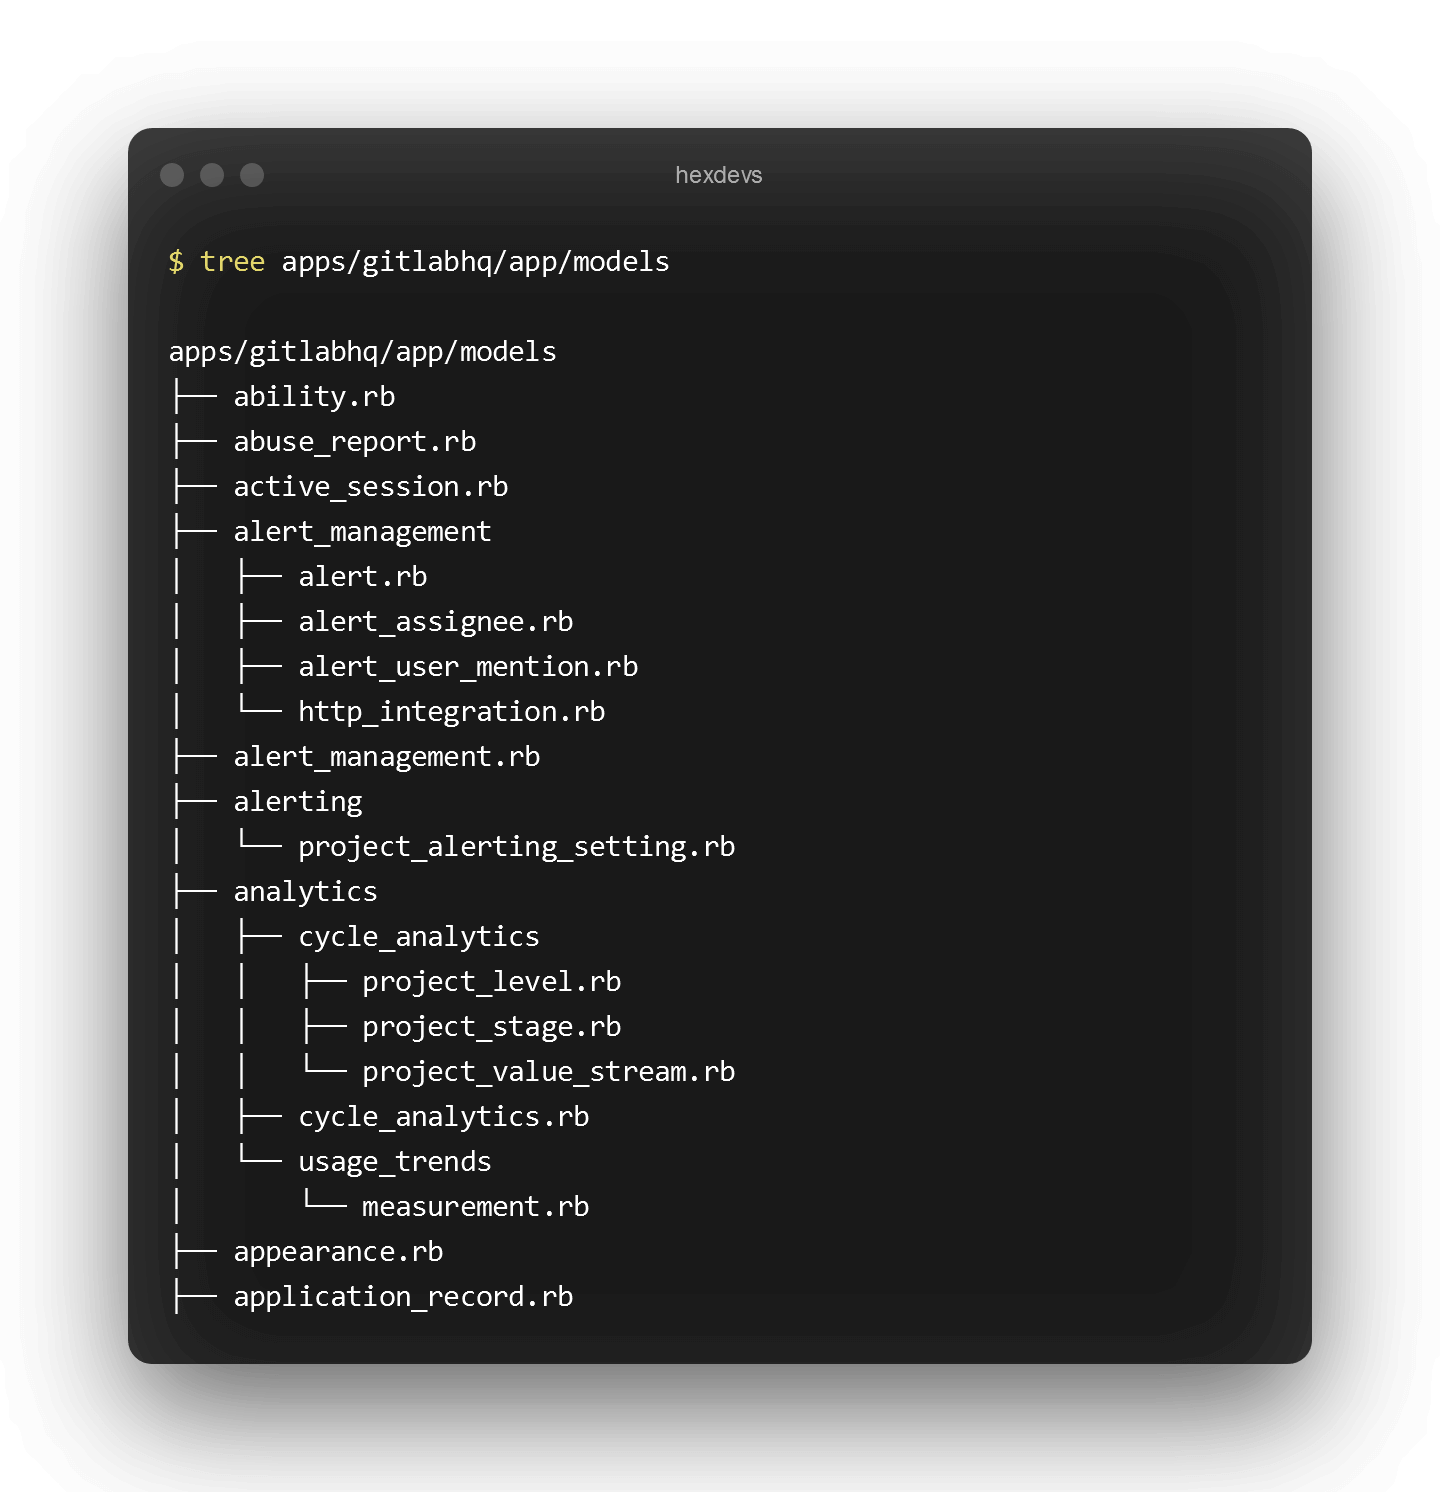 hexdevs
$ tree apps/gitlabhq/app/models
apps/gitlabhq/app/models
├── ability.rb
├── abuse_report.rb
├── active_session.rb
├── alert_management
│   ├── alert.rb
│   ├── alert_assignee.rb
│   ├── alert_user_mention.rb
│   └── http_integration.rb
├── alert_management.rb
├── alerting
│   └── project_alerting_setting.rb
├── analytics
│   ├── cycle_analytics
│   │   ├── project_level.rb
│   │   ├── project_stage.rb
│   │   └── project_value_stream.rb
│   ├── cycle_analytics.rb
│   └── usage_trends
│       └── measurement.rb
├── appearance.rb
├── application_record.rb